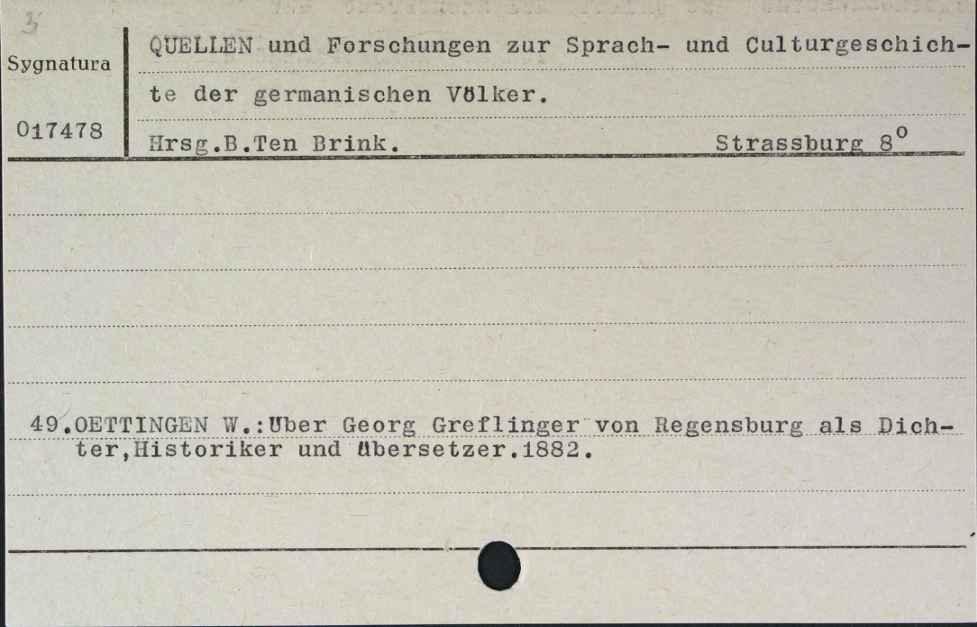 3
Sygnatura
017478
QUELLEN und Forschungen zur Sprach- und Culturgeschich-
te der germanischen Völker.
Hrsg.B.Ten Brink. Strassburg 8°
49.OETTINGEN W.:Über Georg Greflinger von Regensburg als Dich-
ter,Historiker und übersetzer.1882.